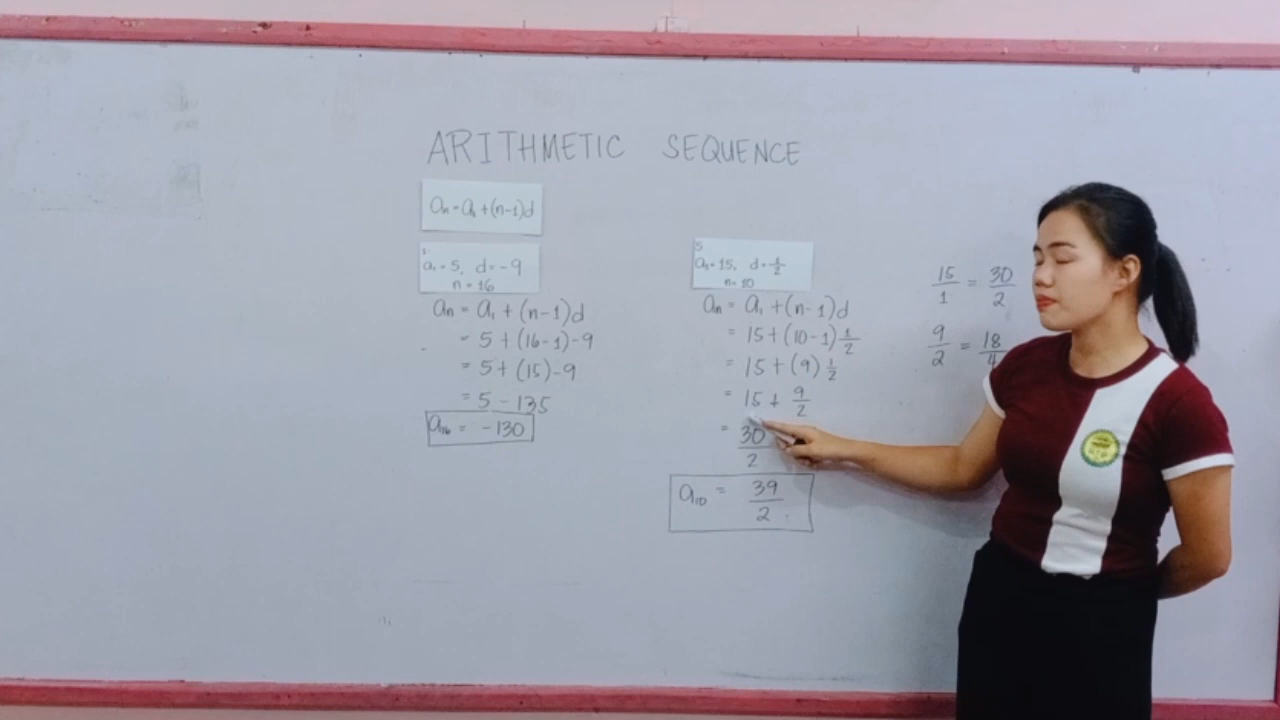 ARITHMETIC SEQUENCE
aₙ = a₁ + (n-1)d
a₁ = 5, d = -9
n = 16
aₙ = a₁ + (n-1)d
= 5 + (16-1) -9
= 5 + (15) -9
= 5 - 135
a₁₆ = -130
5
a₁ = 15, d = 1/2
n = 10
aₙ = a₁ + (n-1)d
= 15 + (10-1) 1/2
= 15 + (9) 1/2
= 15 + 9/2
= 30/2
a₁₀ = 39/2
15/1 = 30/2
9/2 = 18/4